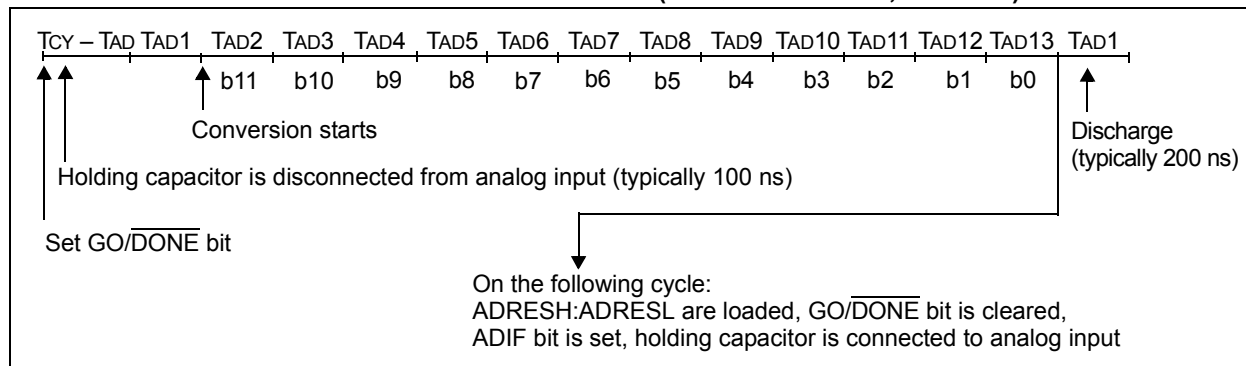 TCY – TAD TAD1 TAD2 TAD3 TAD4 TAD5 TAD6 TAD7 TAD8 TAD9 TAD10 TAD11 TAD12 TAD13 TAD1
b11 b10 b9 b8 b7 b6 b5 b4 b3 b2 b1 b0
Conversion starts
Discharge
(typically 200 ns)
Holding capacitor is disconnected from analog input (typically 100 ns)
Set GO/DONE bit
On the following cycle:
ADRESH:ADRESL are loaded, GO/DONE bit is cleared,
ADIF bit is set, holding capacitor is connected to analog input